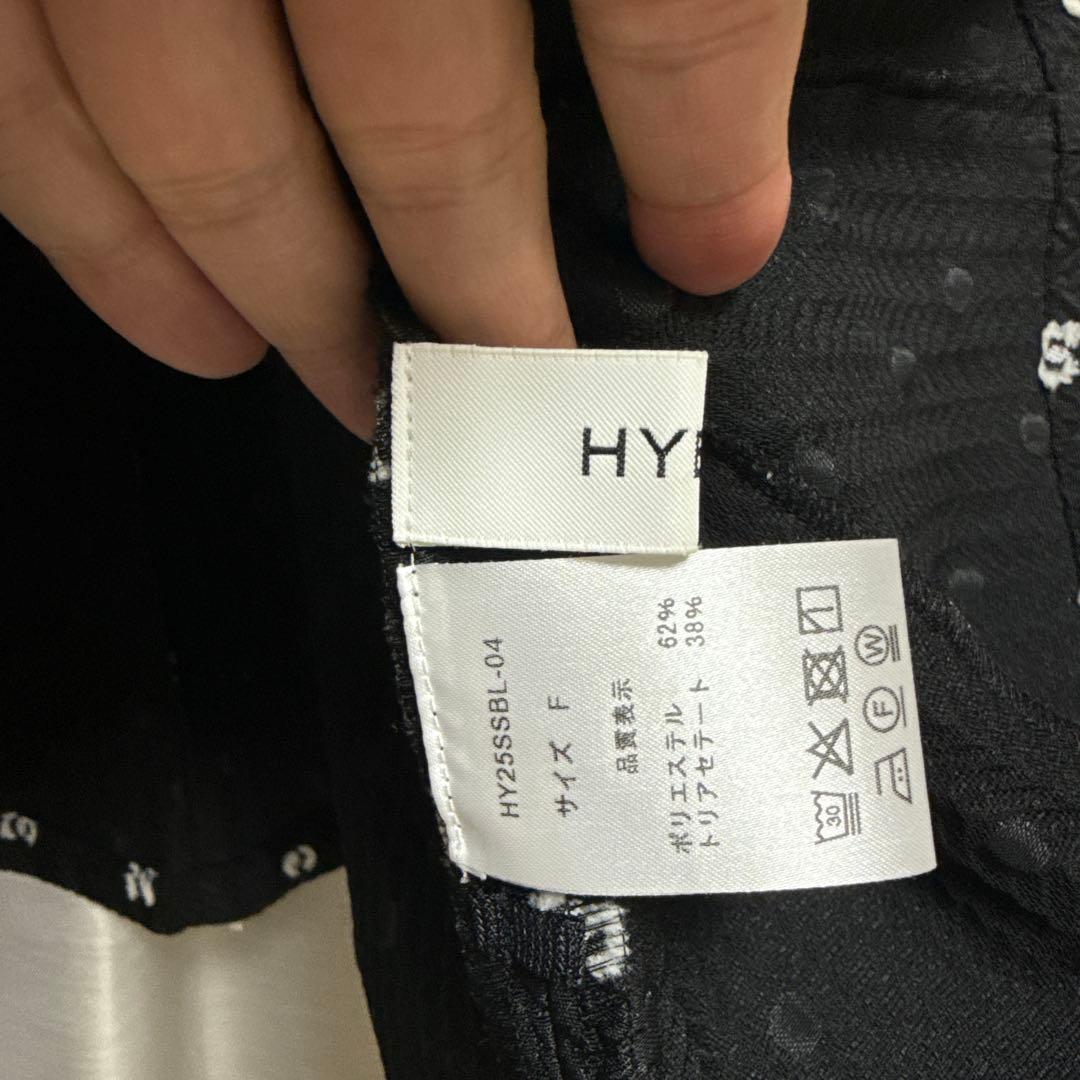 HY
HY25SSBL-04
サイズ F
品質表示
ポリエステル 62%
トリアセテート 38%
30
F
W